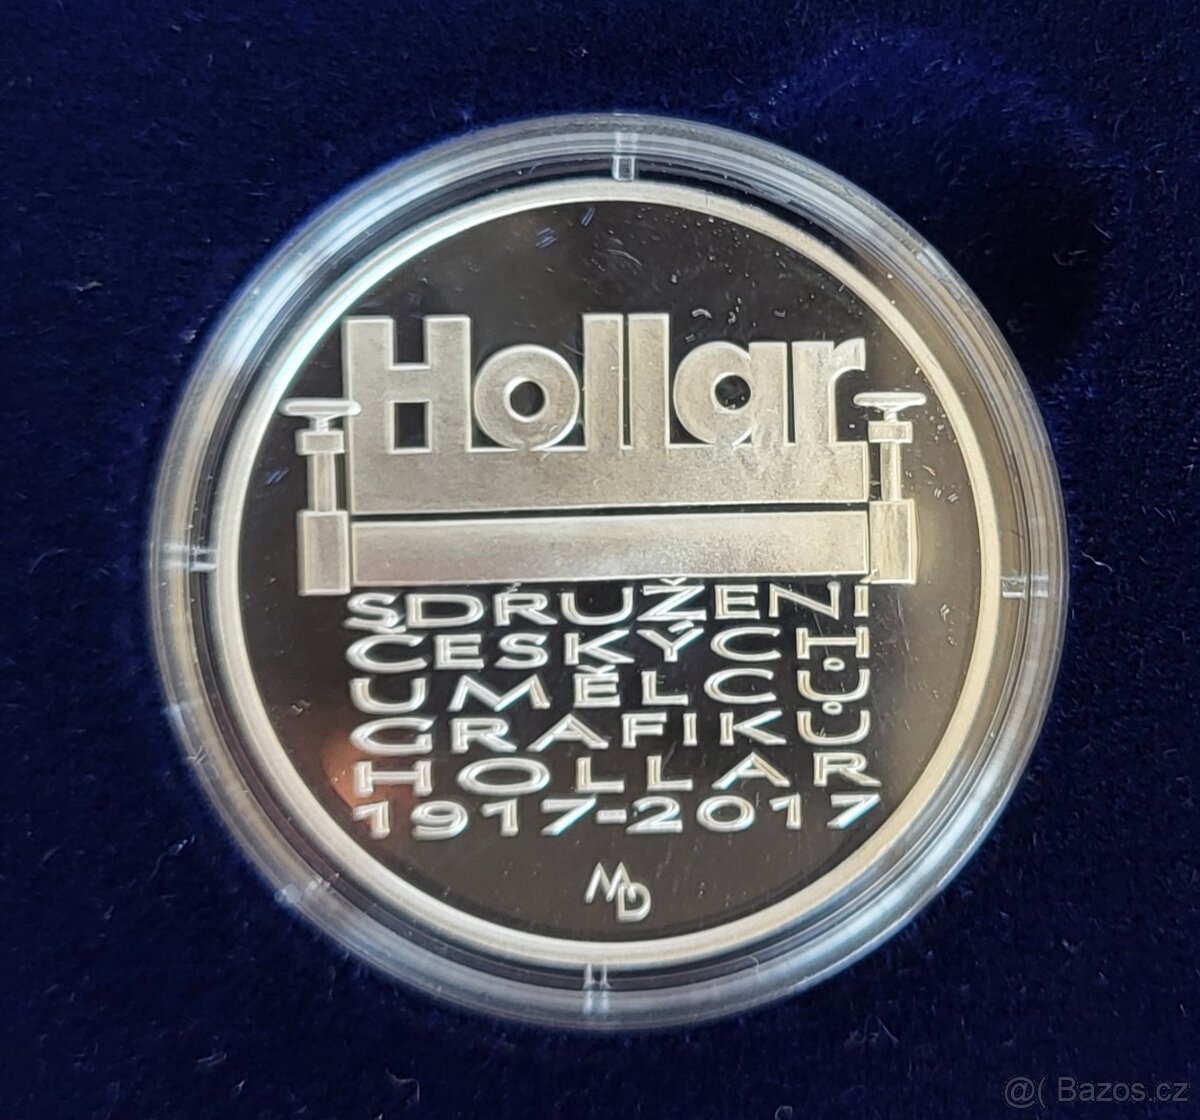 Hollar
SDRUŽENÍ
ČESKÝCH
UMĚLCŮ
GRAFIKŮ
HOLLAR
1917-2017
MD
@( Bazos.cz